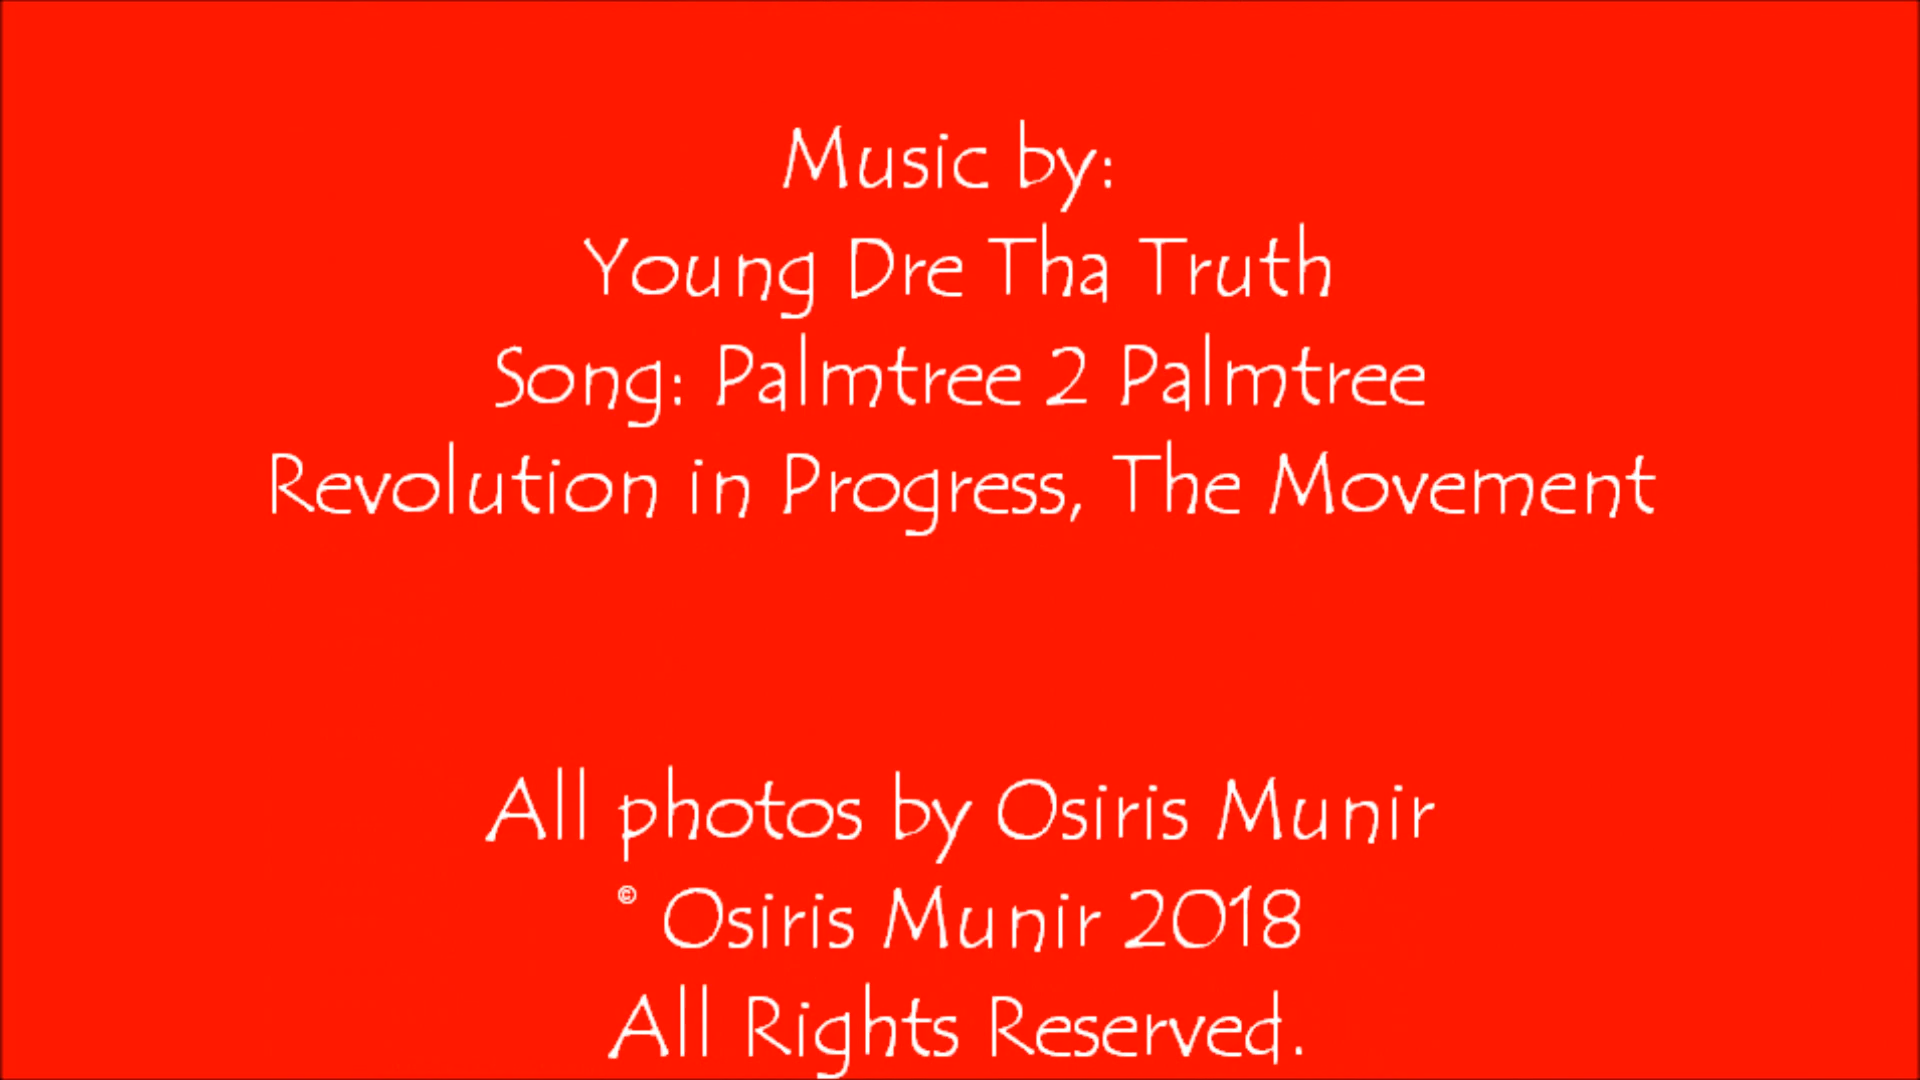 Music by:
Young Dre Tha Truth
Song: Palmtree 2 Palmtree
Revolution in Progress, The Movement
All photos by Osiris Munir
© Osiris Munir 2018
All Rights Reserved.